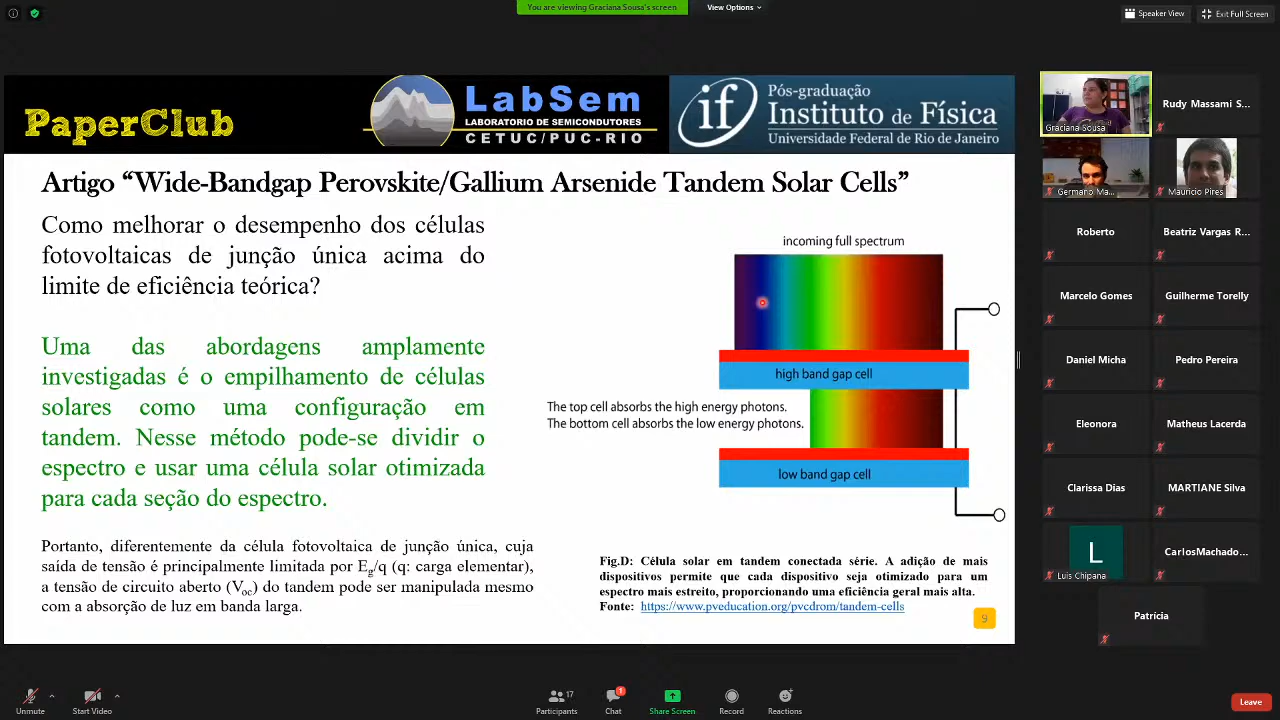 You are viewing Graciana Sousa's screen
View Options
Speaker View
Exit Full Screen
PaperClub
LabSem
LABORATORIO DE SEMICONDUTORES
CETUC/PUC-RIO
if
Pós-graduação
Instituto de Física
Universidade Federal do Rio de Janeiro
Artigo “Wide-Bandgap Perovskite/Gallium Arsenide Tandem Solar Cells”
Como melhorar o desempenho dos células
fotovoltaicas de junção única acima do
limite de eficiência teórica?
Uma das abordagens amplamente
investigadas é o empilhamento de células
solares como uma configuração em
tandem. Nesse método pode-se dividir o
espectro e usar uma célula solar otimizada
para cada seção do espectro.
Portanto, diferentemente da célula fotovoltaica de junção única, cuja
saída de tensão é principalmente limitada por Eg/q (q: carga elementar),
a tensão de circuito aberto (Voc) do tandem pode ser manipulada mesmo
com a absorção de luz em banda larga.
incoming full spectrum
high band gap cell
The top cell absorbs the high energy photons.
The bottom cell absorbs the low energy photons.
low band gap cell
Fig.D: Célula solar em tandem conectada série. A adição de mais
dispositivos permite que cada dispositivo seja otimizado para um
espectro mais estreito, proporcionando uma eficiência geral mais alta.
Fonte: https://www.pveducation.org/pvcdrom/tandem-cells
9
Graciana Sousa
Rudy Massami S...
Germano Ma...
Mauricio Pires
Roberto
Beatriz Vargas R...
Marcelo Gomes
Guilherme Torelly
Daniel Micha
Pedro Pereira
Eleonora
Matheus Lacerda
Clarissa Dias
MARTIANE Silva
L
Luis Chipana
CarlosMachado...
Patrícia
Unmute
Start Video
Participants
17
Chat
1
Share Screen
Record
Reactions
Leave